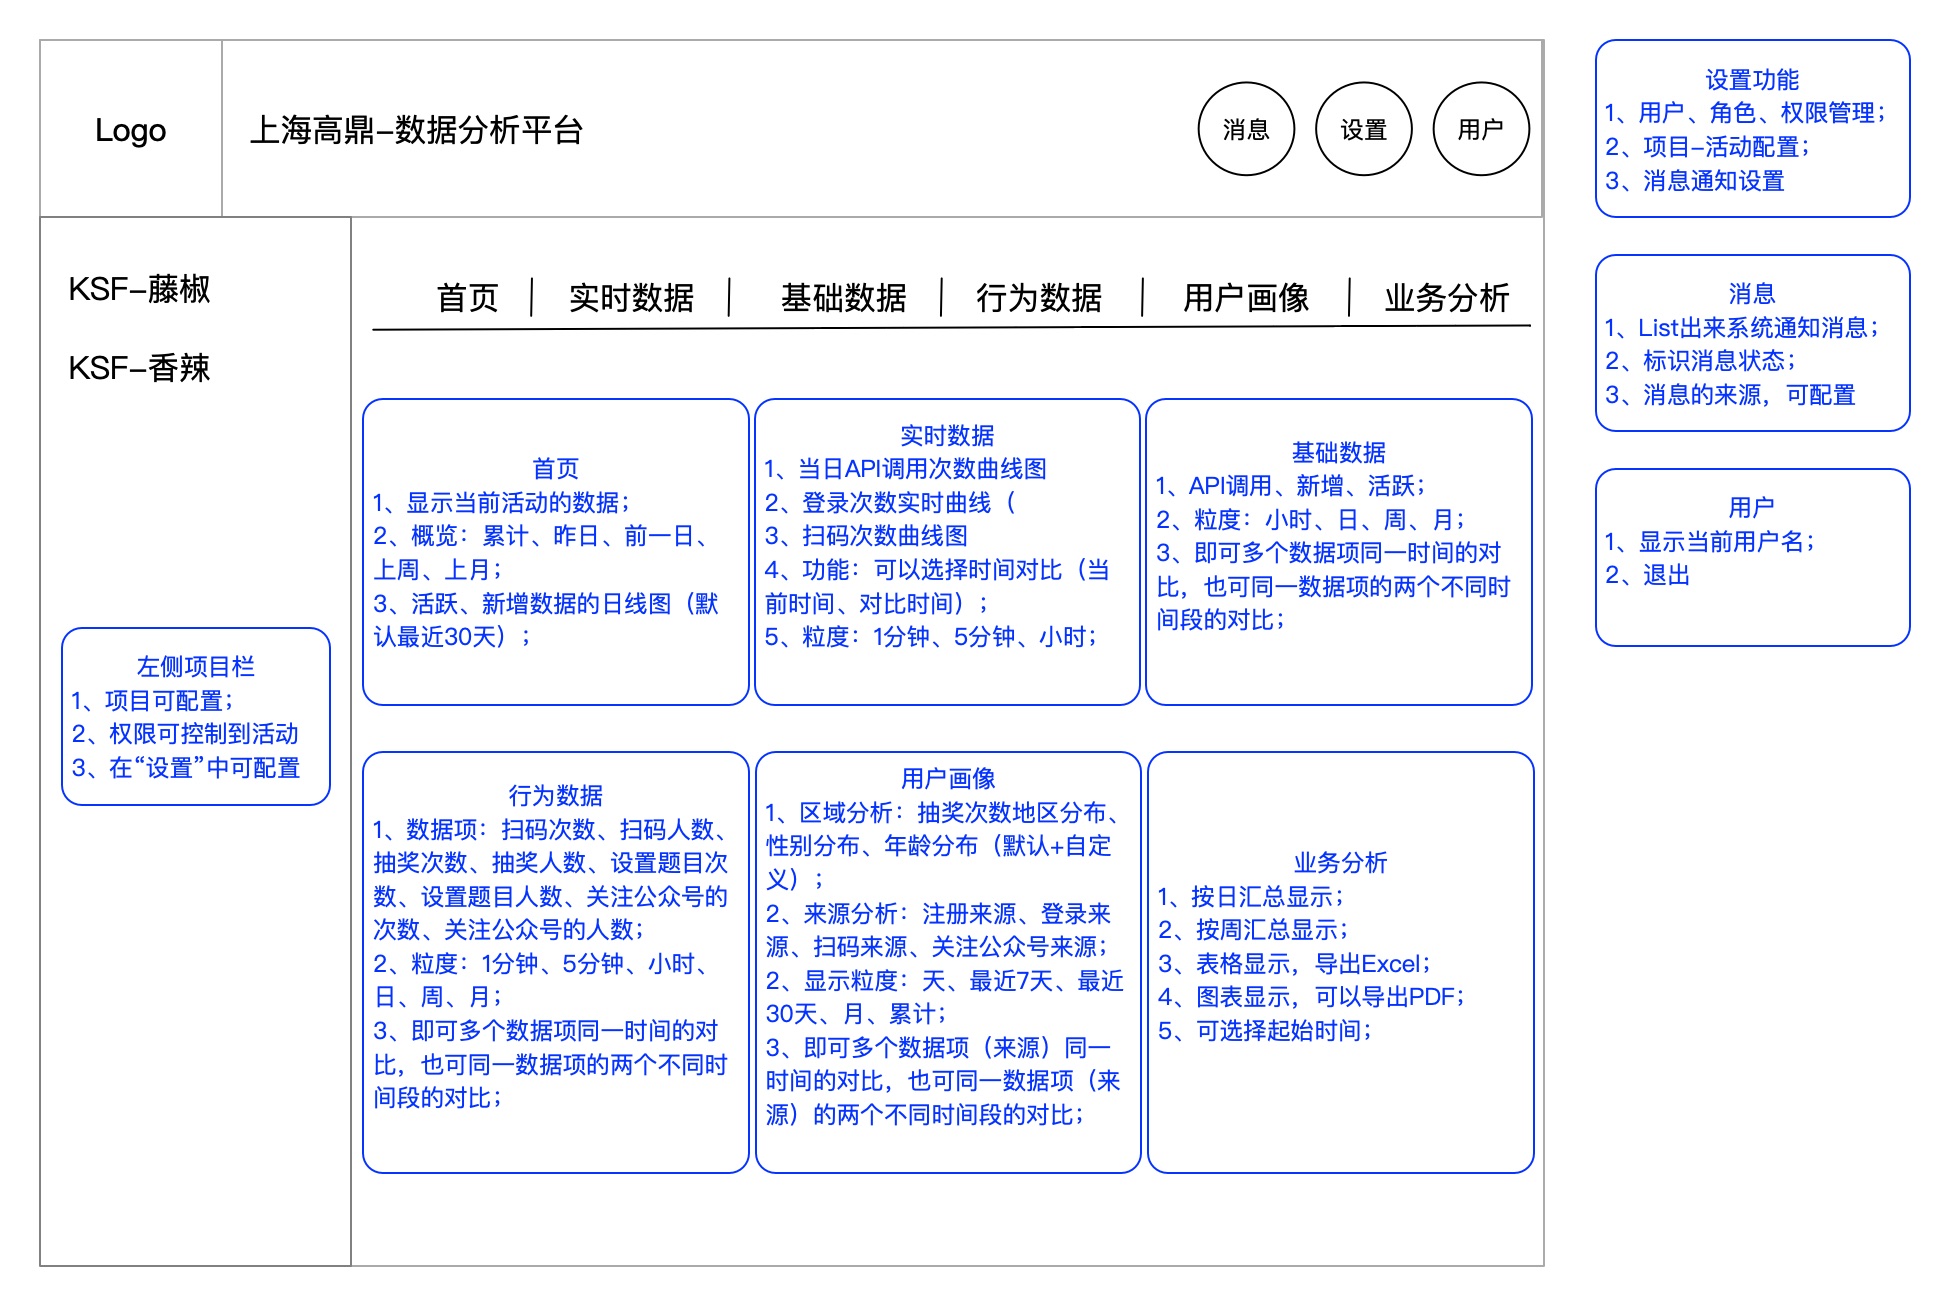 Logo
上海高鼎–数据分析平台
消息
设置
用户
KSF–藤椒
KSF–香辣
首页
实时数据
基础数据
行为数据
用户画像
业务分析
左侧项目栏
1、项目可配置；
2、权限可控制到活动
3、在“设置”中可配置
首页
1、显示当前活动的数据；
2、概览：累计、昨日、前一日、
上周、上月；
3、活跃、新增数据的日线图（默
认最近30天）；
实时数据
1、当日API调用次数曲线图
2、登录次数实时曲线（
3、扫码次数曲线图
4、功能：可以选择时间对比（当
前时间、对比时间）；
5、粒度：1分钟、5分钟、小时；
基础数据
1、API调用、新增、活跃；
2、粒度：小时、日、周、月；
3、即可多个数据项同一时间的对
比，也可同一数据项的两个不同时
间段的对比；
行为数据
1、数据项：扫码次数、扫码人数、
抽奖次数、抽奖人数、设置题目次
数、设置题目人数、关注公众号的
次数、关注公众号的人数；
2、粒度：1分钟、5分钟、小时、
日、周、月；
3、即可多个数据项同一时间的对
比，也可同一数据项的两个不同时
间段的对比；
用户画像
1、区域分析：抽奖次数地区分布、
性别分布、年龄分布（默认+自定
义）；
2、来源分析：注册来源、登录来
源、扫码来源、关注公众号来源；
2、显示粒度：天、最近7天、最近
30天、月、累计；
3、即可多个数据项（来源）同一
时间的对比，也可同一数据项（来
源）的两个不同时间段的对比；
业务分析
1、按日汇总显示；
2、按周汇总显示；
3、表格显示，导出Excel；
4、图表显示，可以导出PDF；
5、可选择起始时间；
设置功能
1、用户、角色、权限管理；
2、项目–活动配置；
3、消息通知设置
消息
1、List出来系统通知消息；
2、标识消息状态；
3、消息的来源，可配置
用户
1、显示当前用户名；
2、退出